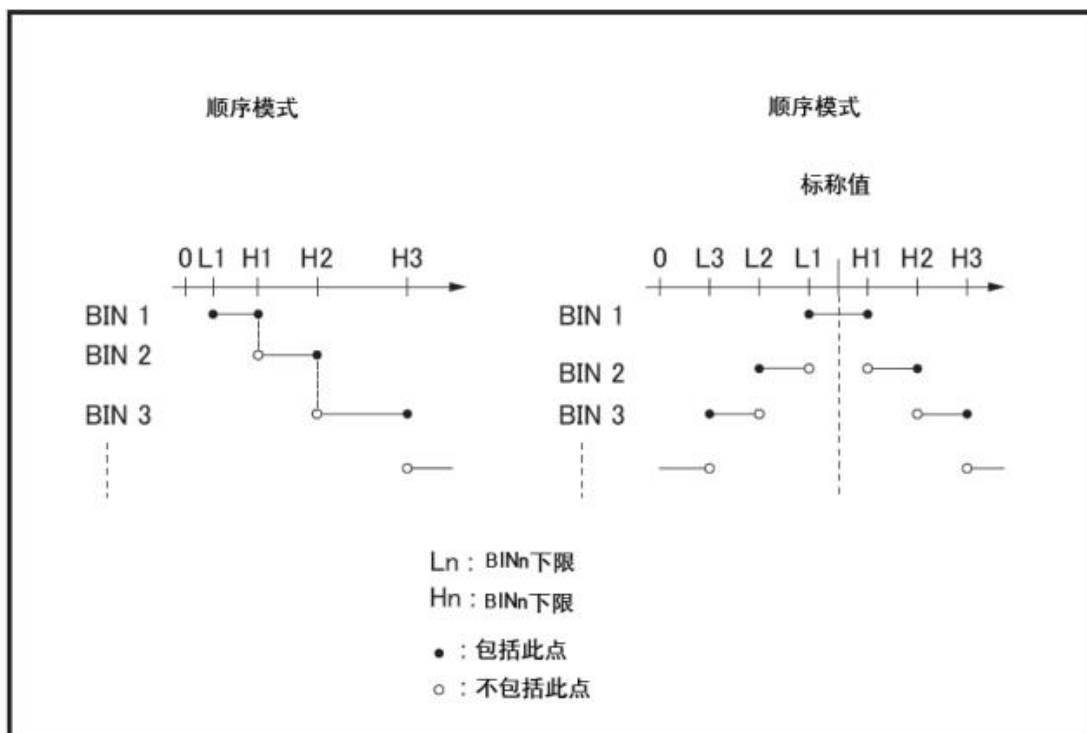 顺序模式
顺序模式
标称值
0 L1 H1 H2 H3
0 L3 L2 L1 H1 H2 H3
BIN 1
BIN 2
BIN 3
BIN 1
BIN 2
BIN 3
Ln : BINn下限
Hn : BINn下限
● : 包括此点
○ : 不包括此点